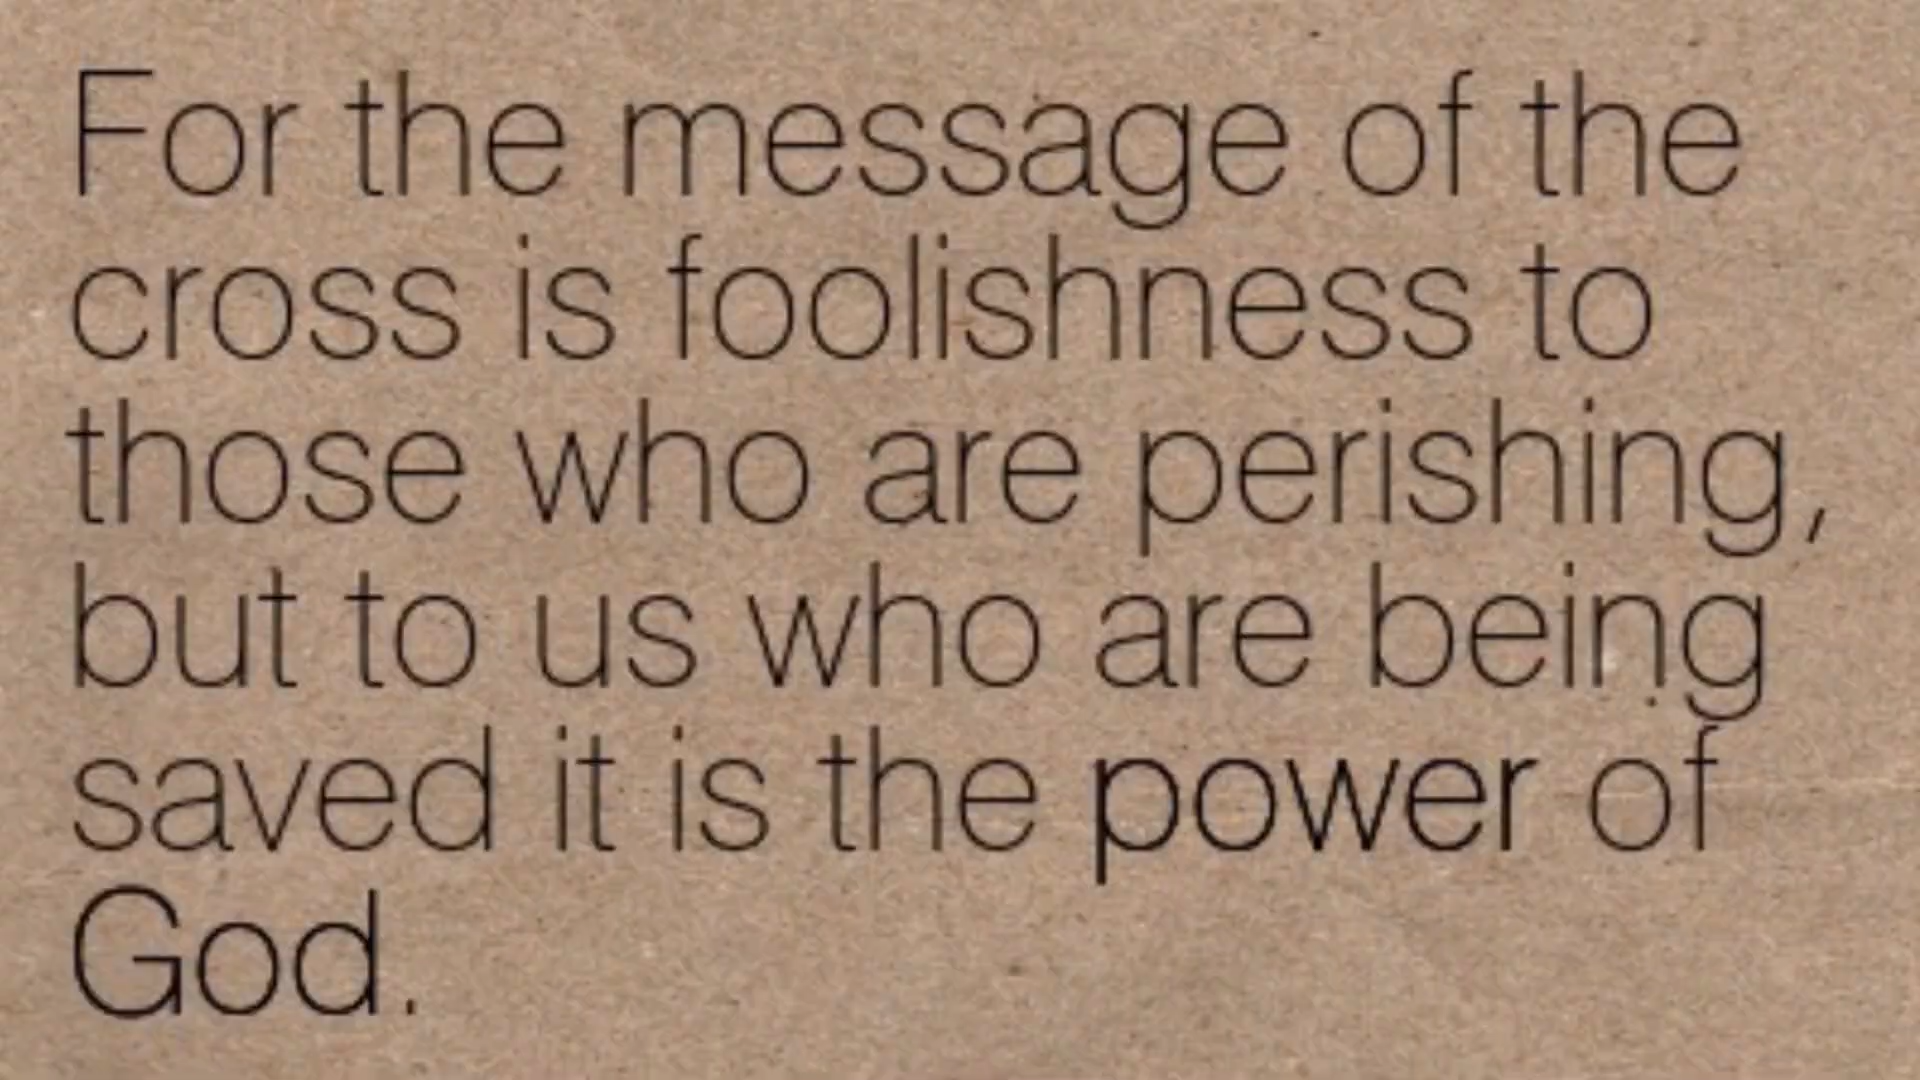 For the message of the
cross is foolishness to
those who are perishing,
but to us who are being
saved it is the power of
God.